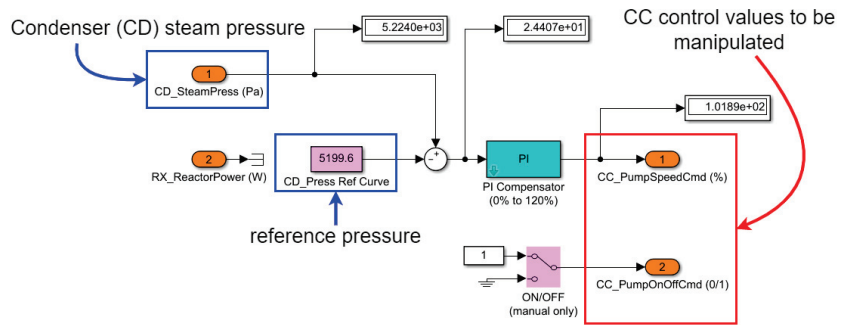 Condenser (CD) steam pressure
CC control values to be
manipulated
5.2240e+03
2.4407e+01
1
CD_SteamPress (Pa)
1.0189e+02
2
RX_ReactorPower (W)
5199.6
CD_Press Ref Curve
- +
PI
PI Compensator
(0% to 120%)
1
CC_PumpSpeedCmd (%)
reference pressure
1
ON/OFF
(manual only)
2
CC_PumpOnOffCmd (0/1)